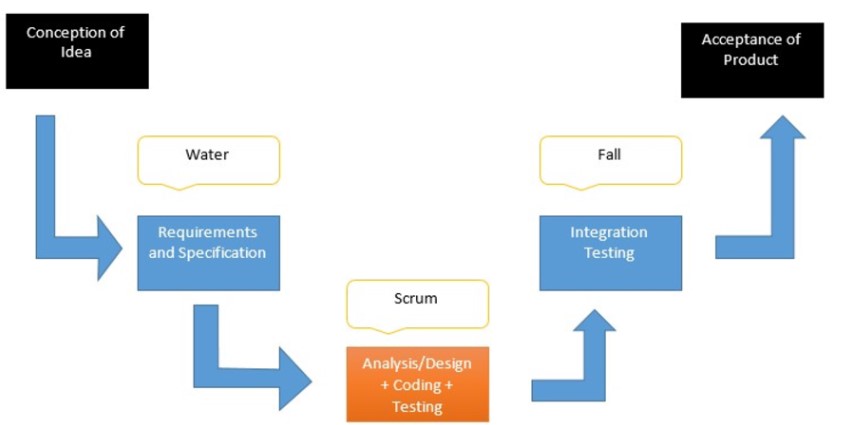 Conception of
Idea
Acceptance of
Product
Water
Fall
Requirements
and Specification
Integration
Testing
Scrum
Analysis/Design
+ Coding +
Testing